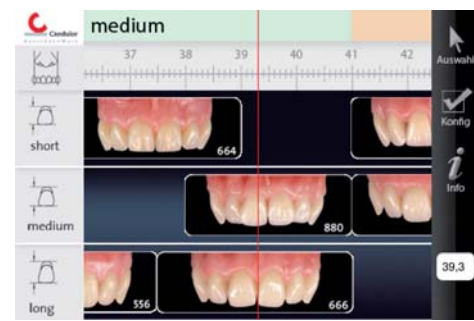 Candulor
medium
37 38 39 40 41 42
Auswahl
short
664
Konfig
Info
medium
880
39,3
long
556
666